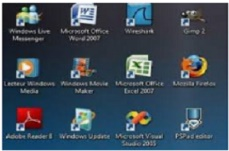 Windows Live Messenger
Microsoft Office Word 2007
Wireshark
Gimp 2
Lecteur Windows Media
Windows Movie Maker
Microsoft Office Excel 2007
Mozilla Firefox
Adobe Reader 8
Windows Update
Microsoft Visual Studio 2005
PSPad editor